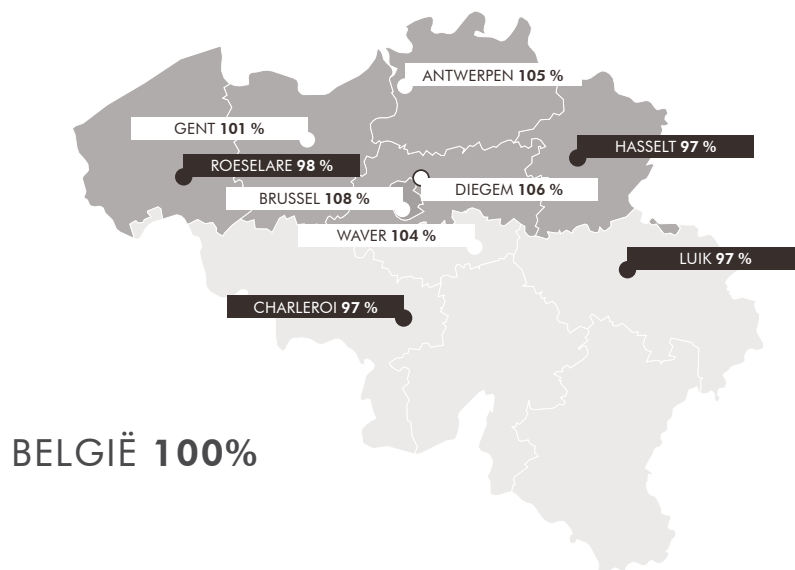 ANTWERPEN 105 %
GENT 101 %
HASSELT 97 %
ROESELARE 98 %
DIEGEM 106 %
BRUSSEL 108 %
WAVER 104 %
LUIK 97 %
CHARLEROI 97 %
BELGIË 100%